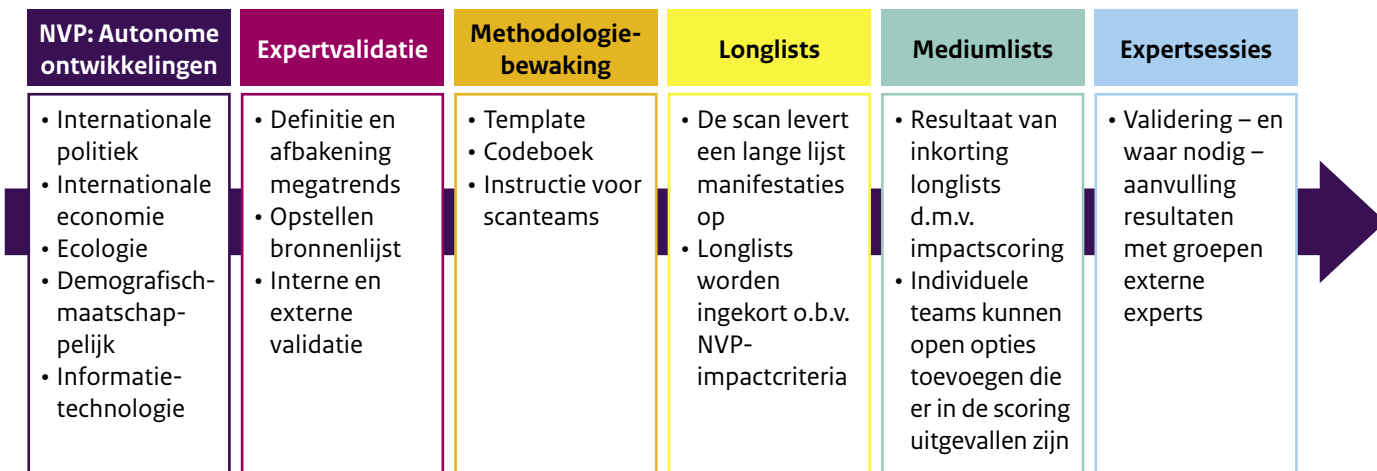 NVP: Autonome
ontwikkelingen
• Internationale
politiek
• Internationale
economie
• Ecologie
• Demografisch-
maatschap-
pelijk
• Informatie-
technologie
Expertvalidatie
• Definitie en
afbakening
megatrends
• Opstellen
bronnenlijst
• Interne en
externe
validatie
Methodologie-
bewaking
• Template
• Codeboek
• Instructie voor
scanteams
Longlists
• De scan levert
een lange lijst
manifestaties
op
• Longlists
worden
ingekort o.b.v.
NVP-
impactcriteria
Mediumlists
• Resultaat van
inkorting
longlists
d.m.v.
impactscoring
• Individuele
teams kunnen
open opties
toevoegen die
er in de scoring
uitgevallen zijn
Expertsessies
• Validering – en
waar nodig –
aanvulling
resultaten
met groepen
externe
experts